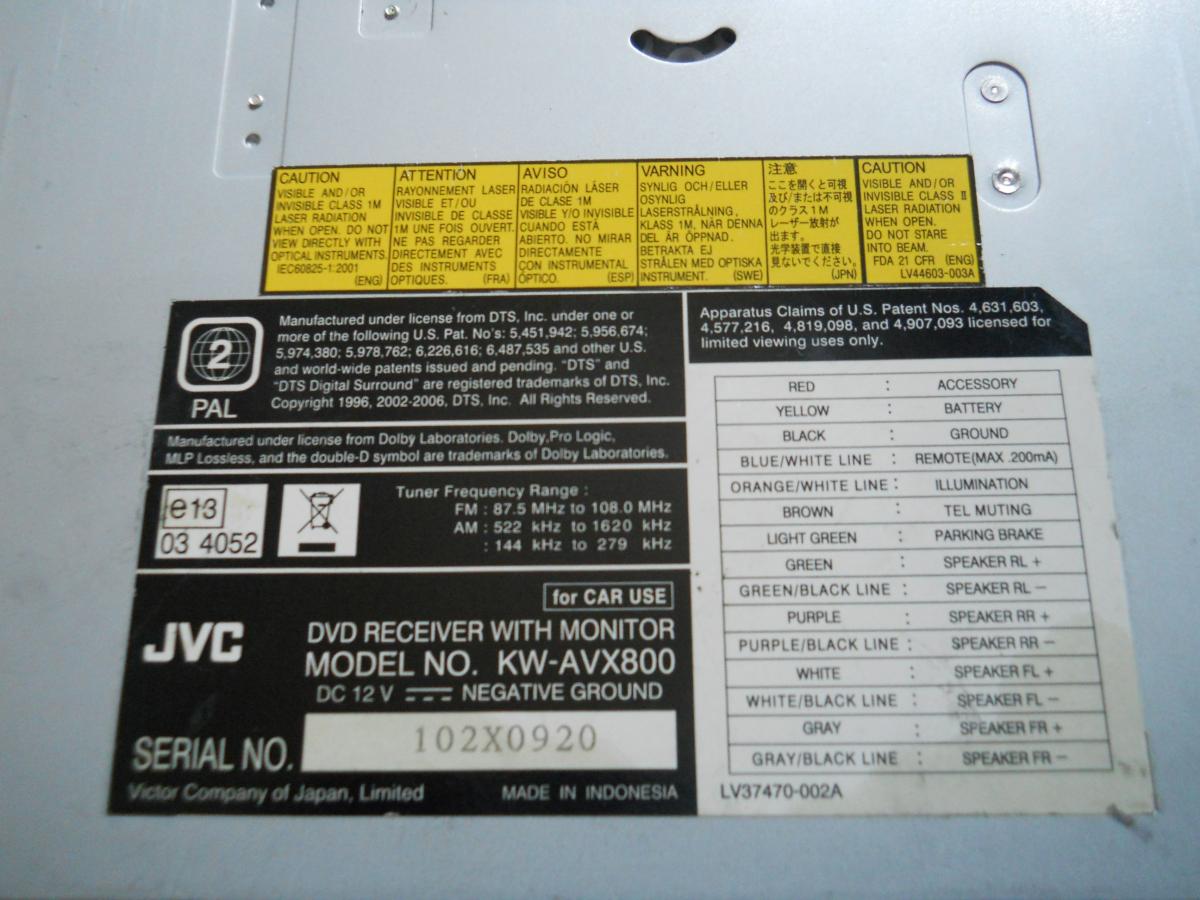 CAUTION
VISIBLE AND/OR
INVISIBLE CLASS 1M
LASER RADIATION
WHEN OPEN. DO NOT
VIEW DIRECTLY WITH
OPTICAL INSTRUMENTS.
IEC60825-1:2001
(ENG)
ATTENTION
RAYONNEMENT LASER
VISIBLE ET/OU
INVISIBLE DE CLASSE
1M UNE FOIS OUVERT.
NE PAS REGARDER
DIRECTEMENT AVEC
DES INSTRUMENTS
OPTIQUES. (FRA)
AVISO
RADIACIÓN LÁSER
DE CLASE 1M
VISIBLE Y/O INVISIBLE
CUANDO ESTÁ
ABIERTO. NO MIRAR
DIRECTAMENTE
CON INSTRUMENTAL
ÓPTICO. (ESP)
VARNING
SYNLIG OCH/ELLER
OSYNLIG
LASERSTRÅLNING,
KLASS 1M, NÄR DENNA
DEL ÄR ÖPPNAD.
BETRAKTA EJ
STRÅLEN MED OPTISKA
INSTRUMENT. (SWE)
注意
ここを開くと可視
及び/または不可視
のクラス1M
レーザー放射が
出ます。
光学装置で直接
見ないでください。
(JPN)
CAUTION
VISIBLE AND/OR
INVISIBLE CLASS II
LASER RADIATION
WHEN OPEN.
DO NOT STARE
INTO BEAM.
FDA 21 CFR (ENG)
LV44603-003A
2
PAL
Manufactured under license from DTS, Inc. under one or
more of the following U.S. Pat. No's: 5,451,942; 5,956,674;
5,974,380; 5,978,762; 6,226,616; 6,487,535 and other U.S.
and world-wide patents issued and pending. "DTS" and
"DTS Digital Surround" are registered trademarks of DTS, Inc.
Copyright 1996, 2002-2006, DTS, Inc. All Rights Reserved.
Manufactured under license from Dolby Laboratories. Dolby,Pro Logic,
MLP Lossless, and the double-D symbol are trademarks of Dolby Laboratories.
e13
03 4052
Tuner Frequency Range :
FM : 87.5 MHz to 108.0 MHz
AM : 522 kHz to 1620 kHz
: 144 kHz to 279 kHz
for CAR USE
JVC
DVD RECEIVER WITH MONITOR
MODEL NO. KW-AVX800
DC 12 V NEGATIVE GROUND
SERIAL NO. 102X0920
Victor Company of Japan, Limited MADE IN INDONESIA
Apparatus Claims of U.S. Patent Nos. 4,631,603,
4,577,216, 4,819,098, and 4,907,093 licensed for
limited viewing uses only.
RED : ACCESSORY
YELLOW : BATTERY
BLACK : GROUND
BLUE/WHITE LINE : REMOTE(MAX .200mA)
ORANGE/WHITE LINE : ILLUMINATION
BROWN : TEL MUTING
LIGHT GREEN : PARKING BRAKE
GREEN : SPEAKER RL +
GREEN/BLACK LINE : SPEAKER RL −
PURPLE : SPEAKER RR +
PURPLE/BLACK LINE : SPEAKER RR −
WHITE : SPEAKER FL +
WHITE/BLACK LINE : SPEAKER FL −
GRAY : SPEAKER FR +
GRAY/BLACK LINE : SPEAKER FR −
LV37470-002A